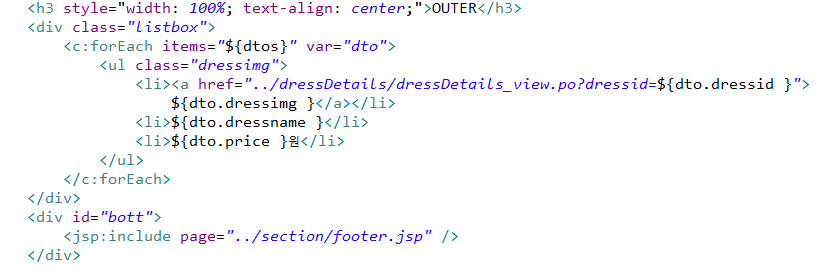 <h3 style="width: 100%; text-align: center;">OUTER</h3>
<div class="listbox">
<c:forEach items="${dtos}" var="dto">
<ul class="dressimg">
<li><a href="../dressDetails/dressDetails_view.po?dressid=${dto.dressid }">
${dto.dressimg }</a></li>
<li>${dto.dressname }</li>
<li>${dto.price }원</li>
</ul>
</c:forEach>
</div>
<div id="bott">
<jsp:include page="../section/footer.jsp" />
</div>